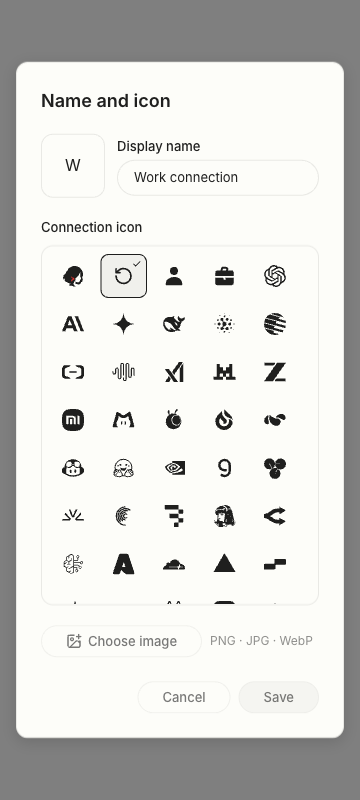 Name and icon
W
Display name
Work connection
Connection icon
Choose image
PNG · JPG · WebP
Cancel
Save